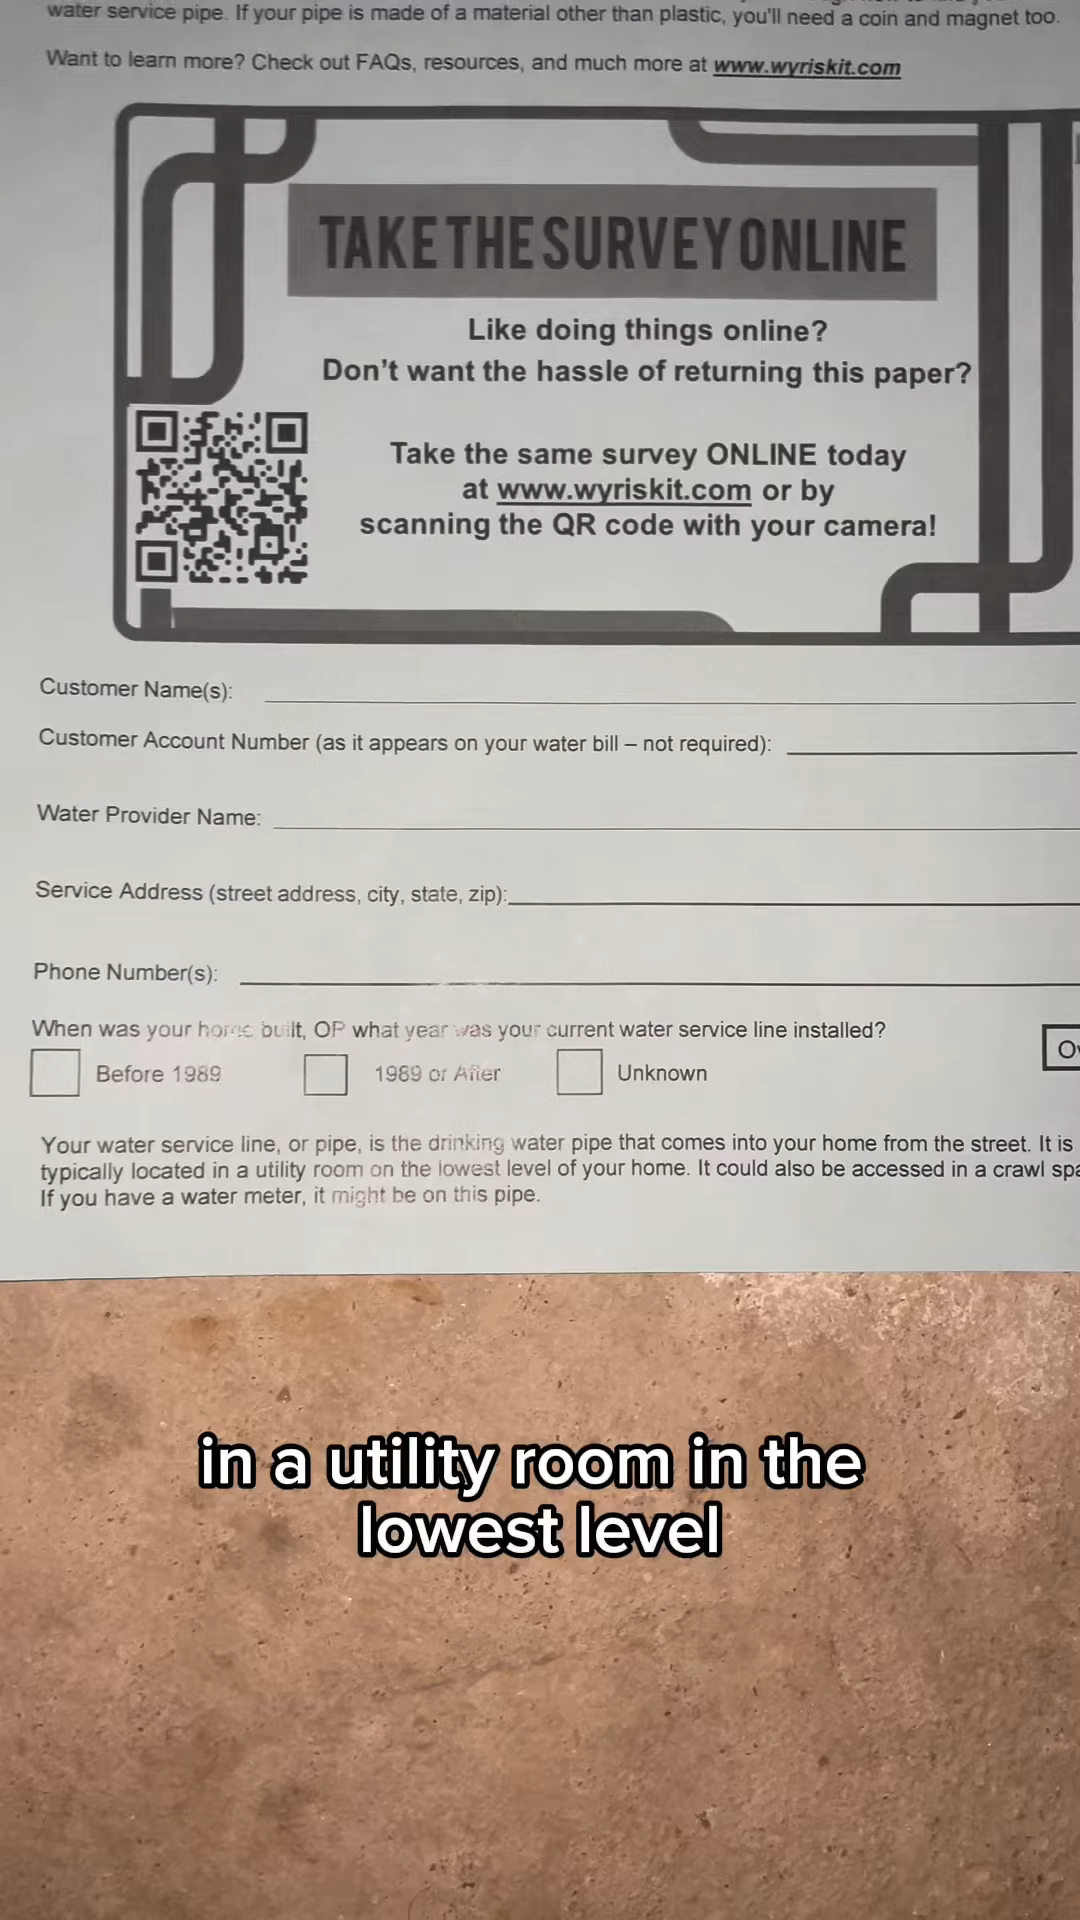 water service pipe. If your pipe is made of a material other than plastic, you'll need a coin and magnet too.
Want to learn more? Check out FAQs, resources, and much more at www.wyriskit.com
TAKE THE SURVEY ONLINE
Like doing things online?
Don't want the hassle of returning this paper?
Take the same survey ONLINE today
at www.wyriskit.com or by
scanning the QR code with your camera!
Customer Name(s):
Customer Account Number (as it appears on your water bill – not required):
Water Provider Name:
Service Address (street address, city, state, zip):
Phone Number(s):
When was your home built, OR what year was your current water service line installed?
Before 1989
1989 or After
Unknown
Your water service line, or pipe, is the drinking water pipe that comes into your home from the street. It is
typically located in a utility room on the lowest level of your home. It could also be accessed in a crawl
If you have a water meter, it might be on this pipe.
in a utility room in the
lowest level